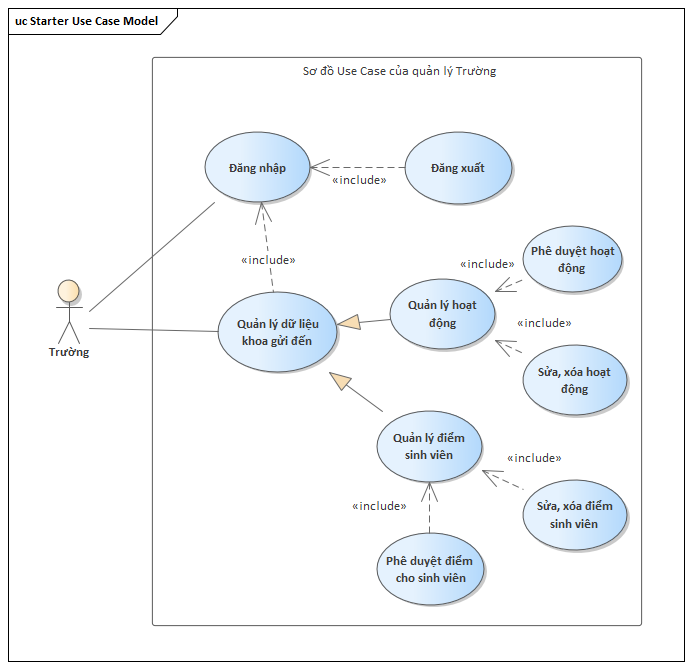 uc Starter Use Case Model
Sơ đồ Use Case của quản lý Trường
Đăng nhập
«include»
Đăng xuất
«include»
Trường
Quản lý dữ liệu
khoa gửi đến
Quản lý hoạt
động
«include»
Phê duyệt hoạt
động
«include»
Sửa, xóa hoạt
động
Quản lý điểm
sinh viên
«include»
Sửa, xóa điểm
sinh viên
«include»
Phê duyệt điểm
cho sinh viên